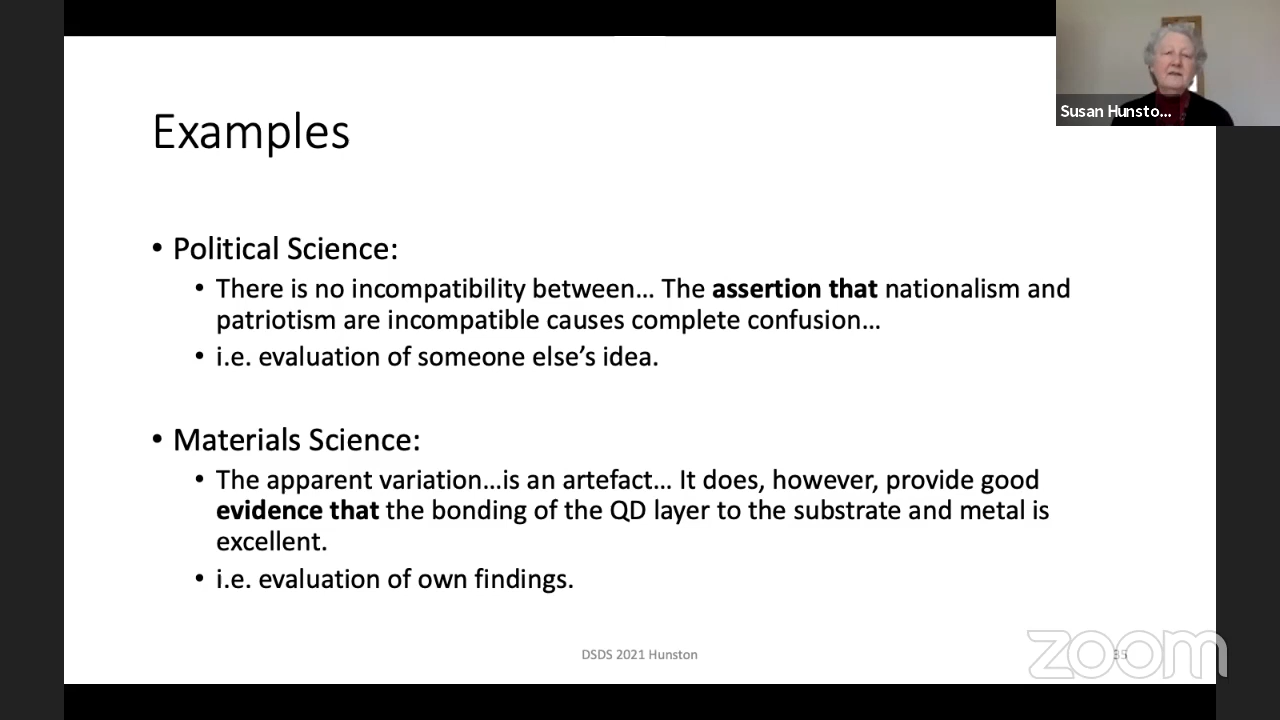 Susan Hunsto...
Examples
• Political Science:
• There is no incompatibility between… The assertion that nationalism and
patriotism are incompatible causes complete confusion…
• i.e. evaluation of someone else’s idea.
• Materials Science:
• The apparent variation…is an artefact… It does, however, provide good
evidence that the bonding of the QD layer to the substrate and metal is
excellent.
• i.e. evaluation of own findings.
DSDS 2021 Hunston
35
zoom